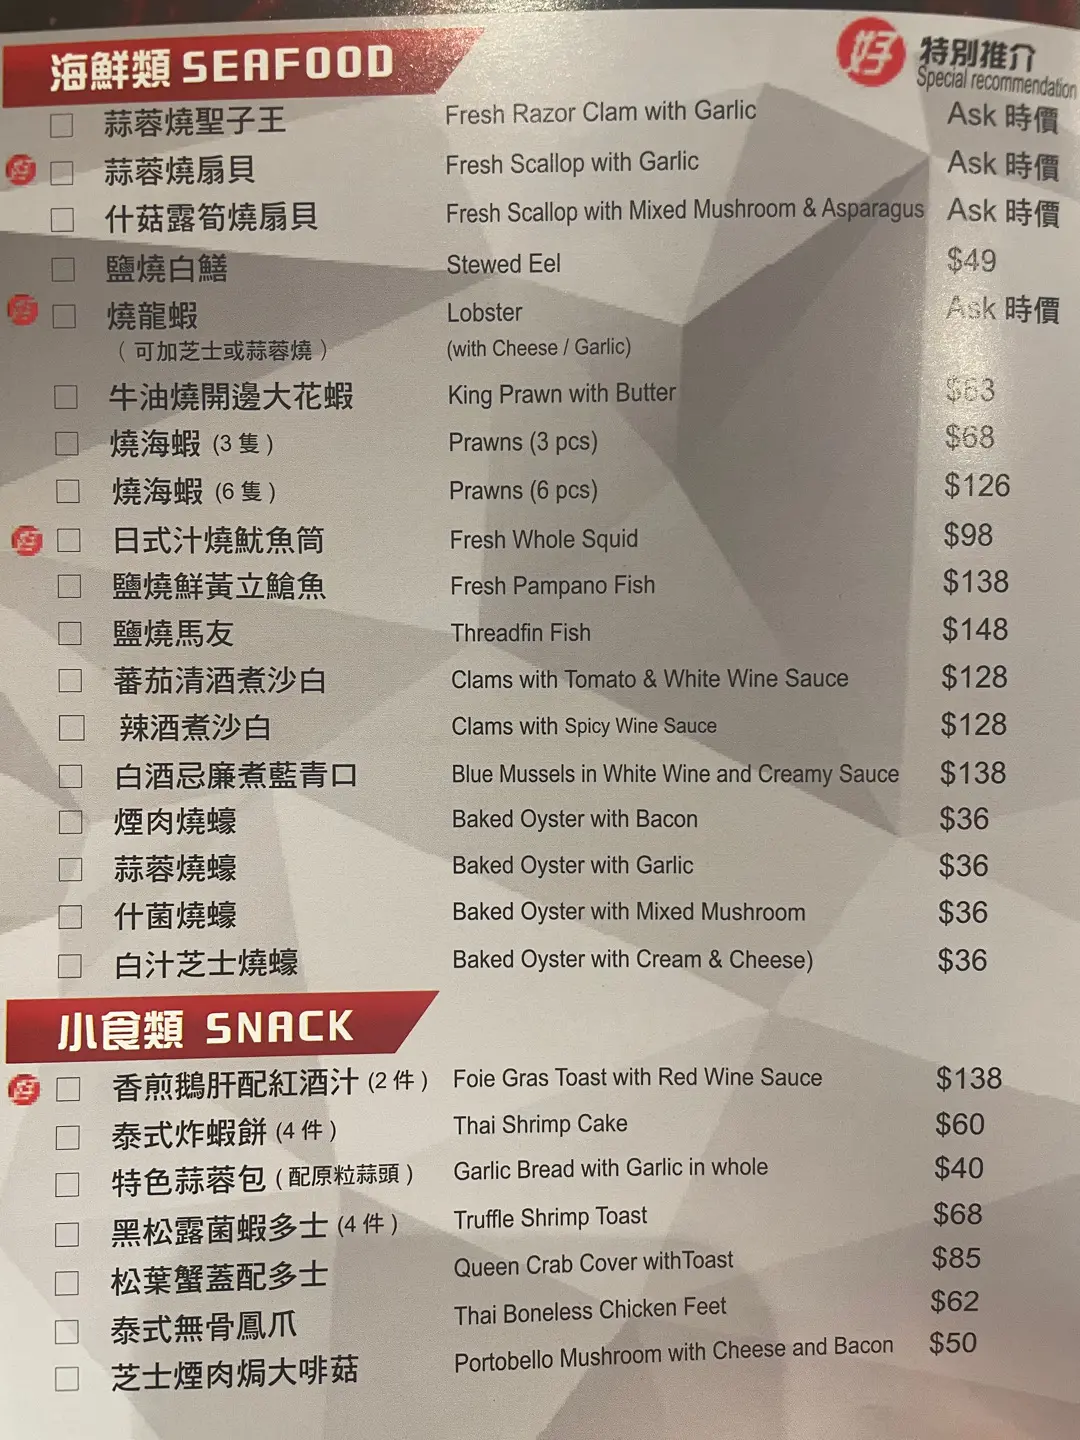 海鮮類 SEAFOOD
好 特別推介
Special recommendation
蒜蓉燒聖子王 Fresh Razor Clam with Garlic Ask 時價
好 蒜蓉燒扇貝 Fresh Scallop with Garlic Ask 時價
什菇露筍燒扇貝 Fresh Scallop with Mixed Mushroom & Asparagus Ask 時價
鹽燒白鱔 Stewed Eel $49
好 燒龍蝦 Lobster Ask 時價
（可加芝士或蒜蓉燒） (with Cheese / Garlic)
牛油燒開邊大花蝦 King Prawn with Butter $63
燒海蝦 (3 隻) Prawns (3 pcs) $68
燒海蝦 (6 隻) Prawns (6 pcs) $126
好 日式汁燒魷魚筒 Fresh Whole Squid $98
鹽燒鮮黃立鯧魚 Fresh Pampano Fish $138
鹽燒馬友 Threadfin Fish $148
蕃茄清酒煮沙白 Clams with Tomato & White Wine Sauce $128
辣酒煮沙白 Clams with Spicy Wine Sauce $128
白酒忌廉煮藍青口 Blue Mussels in White Wine and Creamy Sauce $138
煙肉燒蠔 Baked Oyster with Bacon $36
蒜蓉燒蠔 Baked Oyster with Garlic $36
什菌燒蠔 Baked Oyster with Mixed Mushroom $36
白汁芝士燒蠔 Baked Oyster with Cream & Cheese) $36
小食類 SNACK
好 香煎鵝肝配紅酒汁 (2 件) Foie Gras Toast with Red Wine Sauce $138
泰式炸蝦餅 (4 件) Thai Shrimp Cake $60
特色蒜蓉包 (配原粒蒜頭) Garlic Bread with Garlic in whole $40
黑松露菌蝦多士 (4 件) Truffle Shrimp Toast $68
松葉蟹蓋配多士 Queen Crab Cover withToast $85
泰式無骨鳳爪 Thai Boneless Chicken Feet $62
芝士煙肉焗大啡菇 Portobello Mushroom with Cheese and Bacon $50